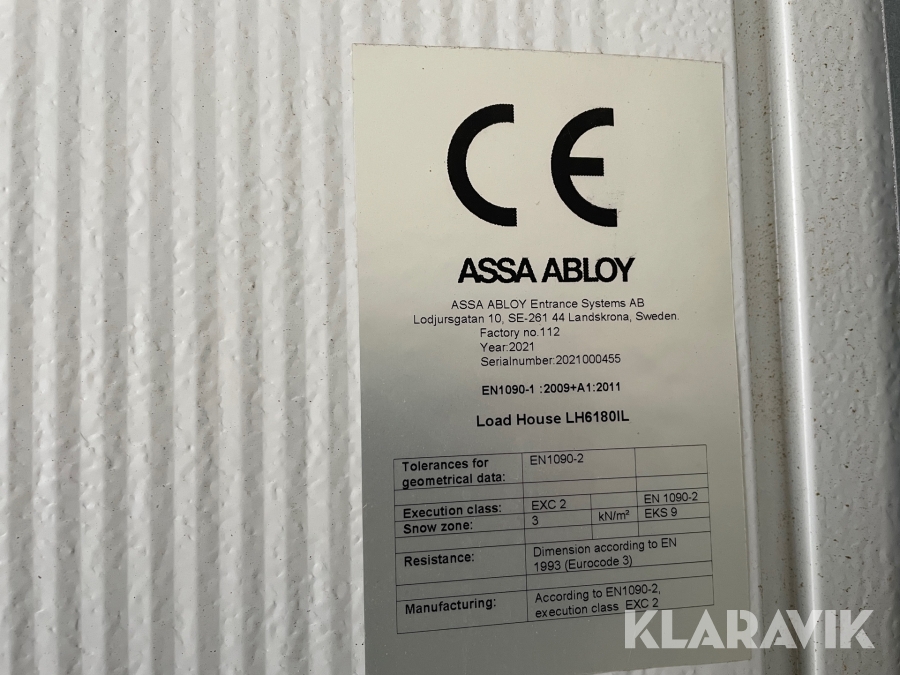 CE
ASSA ABLOY
ASSA ABLOY Entrance Systems AB
Lodjursgatan 10, SE-261 44 Landskrona, Sweden.
Factory no.112
Year:2021
Serialnumber:2021000455
EN1090-1 :2009+A1:2011
Load House LH6180IL
Tolerances for geometrical data: EN1090-2
Execution class: EXC 2 EN 1090-2
Snow zone: 3 kN/m² EKS 9
Resistance: Dimension according to EN
1993 (Eurocode 3)
Manufacturing: According to EN1090-2,
execution class EXC 2
KLARAVIK